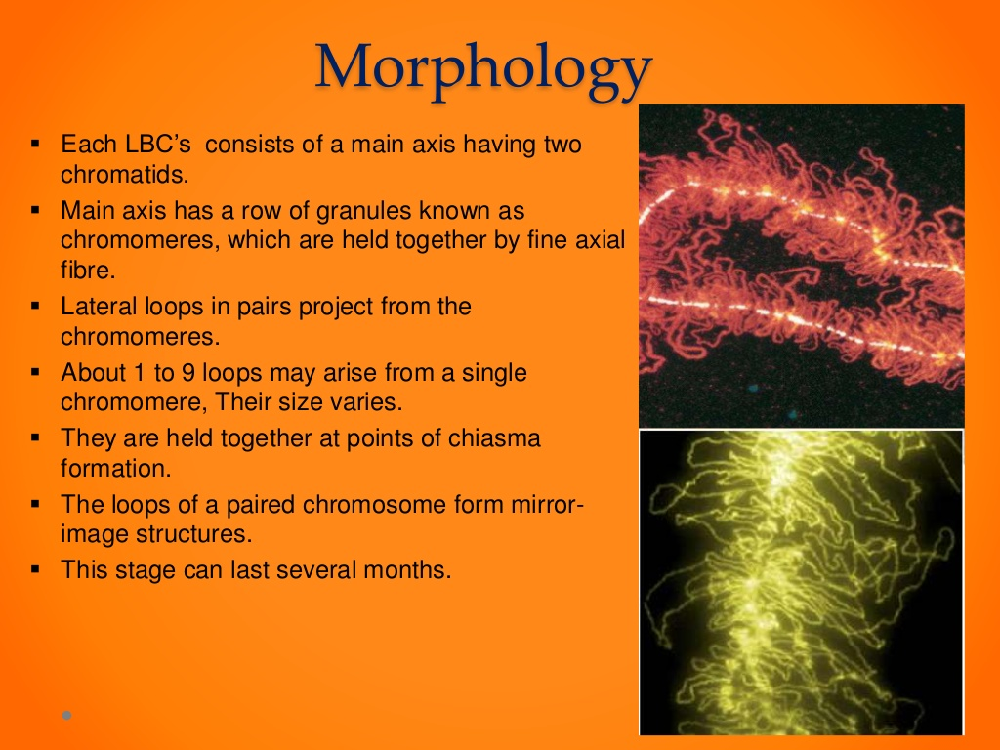 Morphology
▪ Each LBC’s  consists of a main axis having two
chromatids.
▪ Main axis has a row of granules known as
chromomeres, which are held together by fine axial
fibre.
▪ Lateral loops in pairs project from the
chromomeres.
▪ About 1 to 9 loops may arise from a single
chromomere, Their size varies.
▪ They are held together at points of chiasma
formation.
▪ The loops of a paired chromosome form mirror-
image structures.
▪ This stage can last several months.